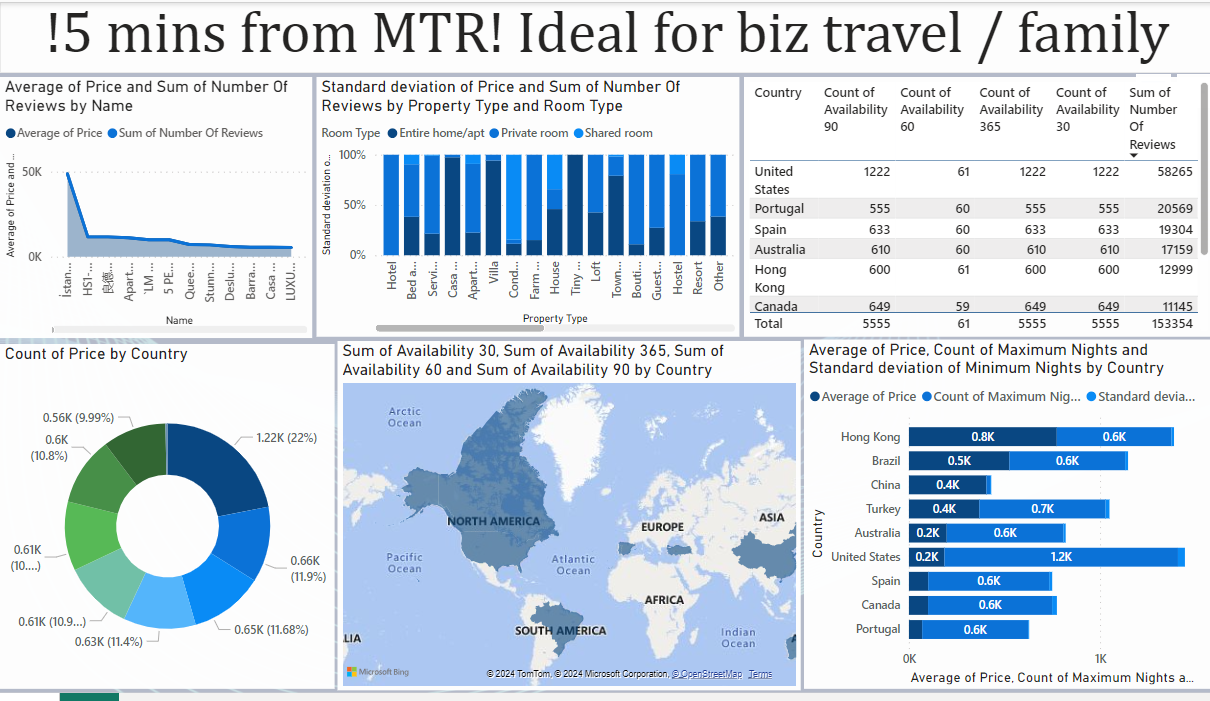 !5 mins from MTR! Ideal for biz travel / family
Average of Price and Sum of Number Of
Reviews by Name
Average of Price Sum of Number Of Reviews
Average of Price and ...
50K
0K
İstan...
HS1-...
Apart...
'LM ...
5 PE...
Quee...
Stunn...
Deslu...
Barra...
Casa ...
LUXU...
Name
Standard deviation of Price and Sum of Number Of
Reviews by Property Type and Room Type
Room Type Entire home/apt Private room Shared room
Standard deviation o...
100%
50%
0%
Hotel
Bed a...
Servi...
Casa ...
Apart...
Villa
Cond...
Farm ...
House
Tiny ...
Loft
Town...
Bouti...
Guest...
Hostel
Resort
Other
Property Type
Country Count of Availability 90 Count of Availability 60 Count of Availability 365 Count of Availability 30 Sum of Number Of Reviews
United States 1222 61 1222 1222 58265
Portugal 555 60 555 555 20569
Spain 633 60 633 633 19304
Australia 610 60 610 610 17159
Hong Kong 600 61 600 600 12999
Canada 649 59 649 649 11145
Total 5555 61 5555 5555 153354
Count of Price by Country
0.56K (9.99%)
0.6K
(10.8%)
1.22K (22%)
0.61K
(10....)
0.66K
(11.9%)
0.61K (10.9...)
0.65K (11.68%)
0.63K (11.4%)
Sum of Availability 30, Sum of Availability 365, Sum of
Availability 60 and Sum of Availability 90 by Country
Arctic
Ocean
NORTH AMERICA
EUROPE
ASIA
Pacific
Ocean
Atlantic
Ocean
AFRICA
SOUTH AMERICA
LIA
Indian
Ocean
A
Microsoft Bing
© 2024 TomTom, © 2024 Microsoft Corporation, © OpenStreetMap Terms
Average of Price, Count of Maximum Nights and
Standard deviation of Minimum Nights by Country
Average of Price Count of Maximum Nig... Standard devia...
Country
Hong Kong 0.8K 0.6K
Brazil 0.5K 0.6K
China 0.4K
Turkey 0.4K 0.7K
Australia 0.2K 0.6K
United States 0.2K 1.2K
Spain 0.6K
Canada 0.6K
Portugal 0.6K
0K 1K
Average of Price, Count of Maximum Nights a...